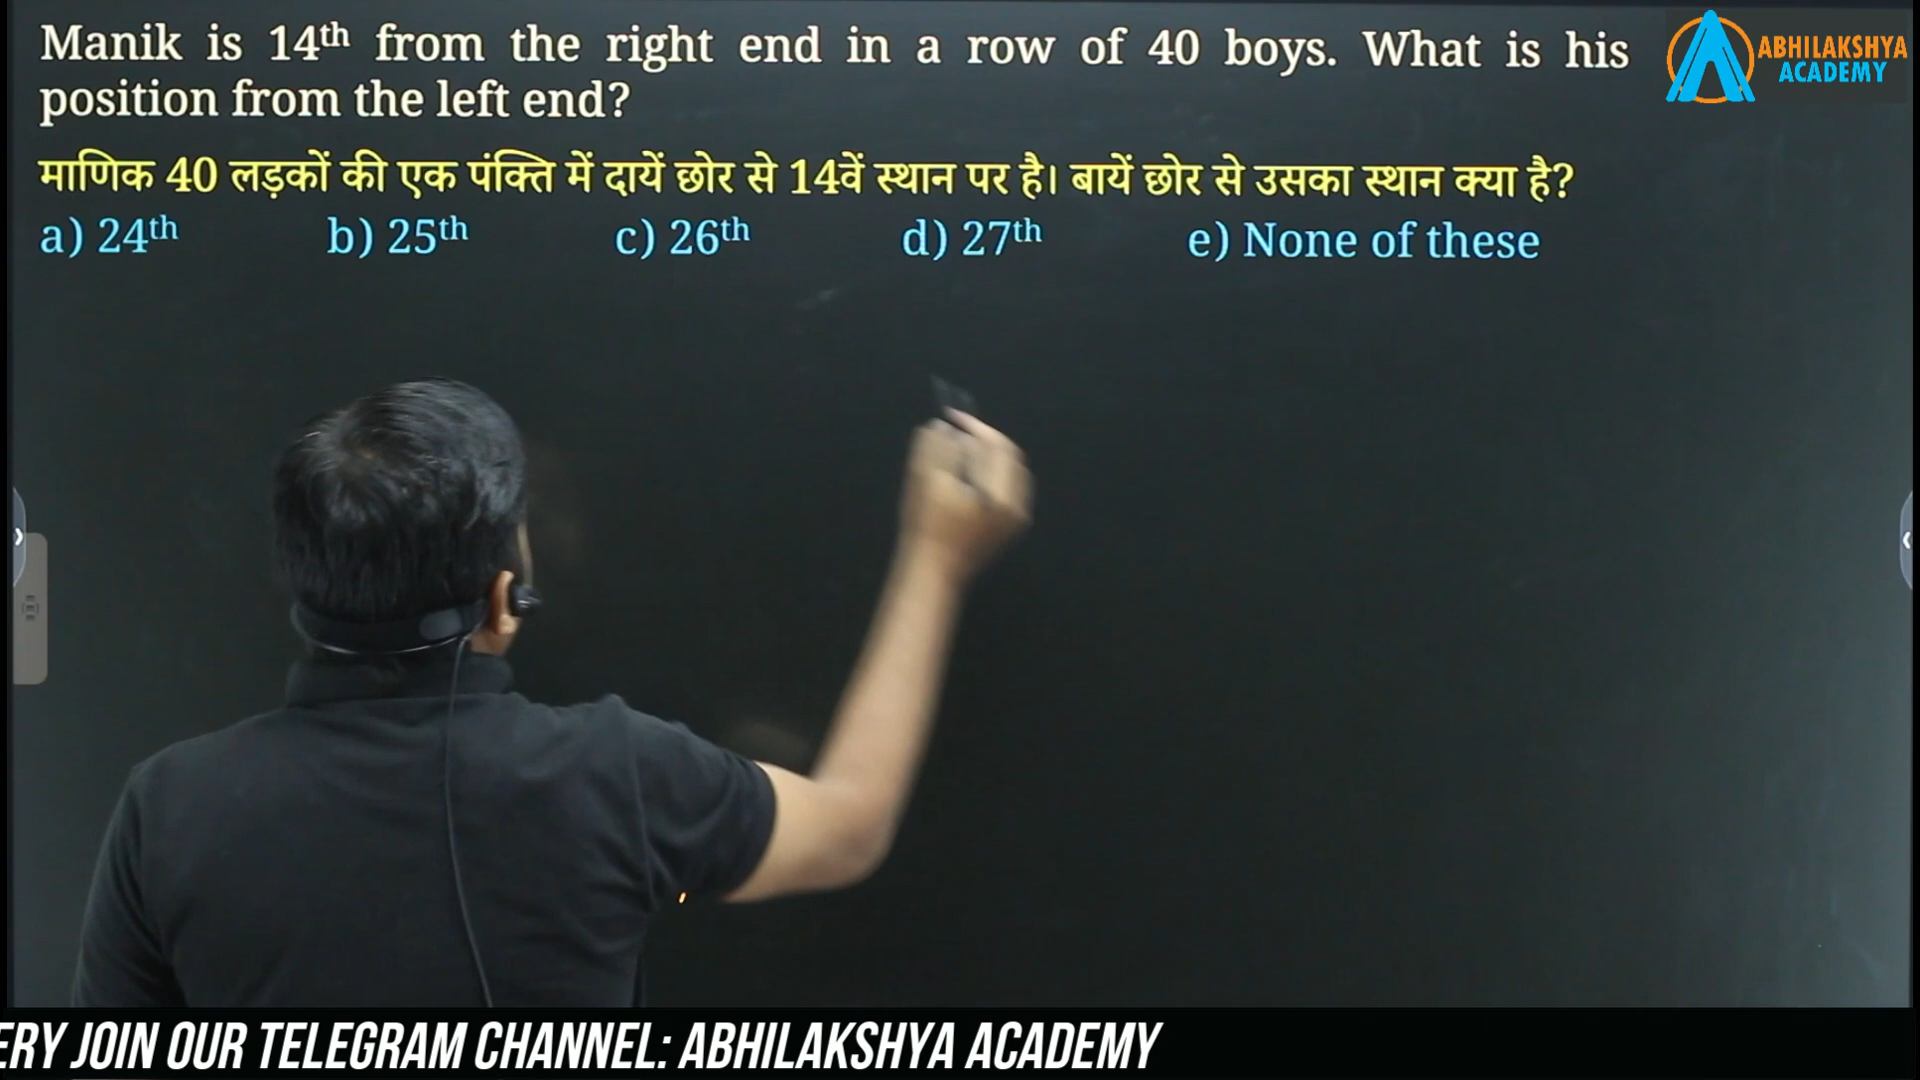 Manik is 14th from the right end in a row of 40 boys. What is his
position from the left end?
माणिक 40 लड़कों की एक पंक्ति में दायें छोर से 14वें स्थान पर है। बायें छोर से उसका स्थान क्या है?
a) 24th b) 25th c) 26th d) 27th e) None of these
ABHILAKSHYA
ACADEMY
ERY JOIN OUR TELEGRAM CHANNEL: ABHILAKSHYA ACADEMY